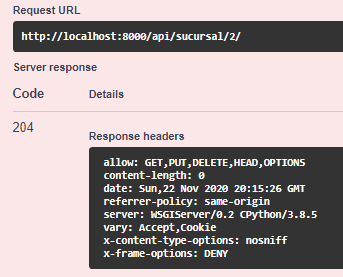 Request URL
http://localhost:8000/api/sucursal/2/
Server response
Code Details
204
Response headers
allow: GET,PUT,DELETE,HEAD,OPTIONS
content-length: 0
date: Sun,22 Nov 2020 20:15:26 GMT
referrer-policy: same-origin
server: WSGIServer/0.2 CPython/3.8.5
vary: Accept,Cookie
x-content-type-options: nosniff
x-frame-options: DENY